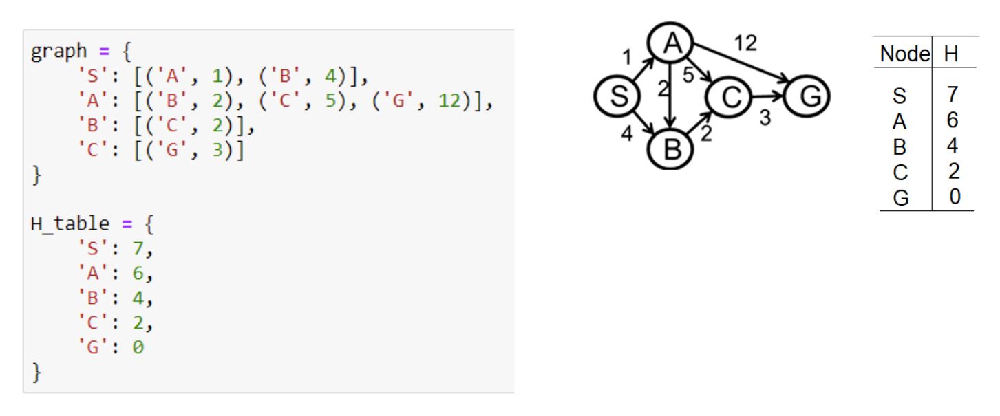 graph = {
    'S': [('A', 1), ('B', 4)],
    'A': [('B', 2), ('C', 5), ('G', 12)],
    'B': [('C', 2)],
    'C': [('G', 3)]
}
H_table = {
    'S': 7,
    'A': 6,
    'B': 4,
    'C': 2,
    'G': 0
}
A
12
1
5
S
2
C
G
3
4
2
B
Node H
S 7
A 6
B 4
C 2
G 0